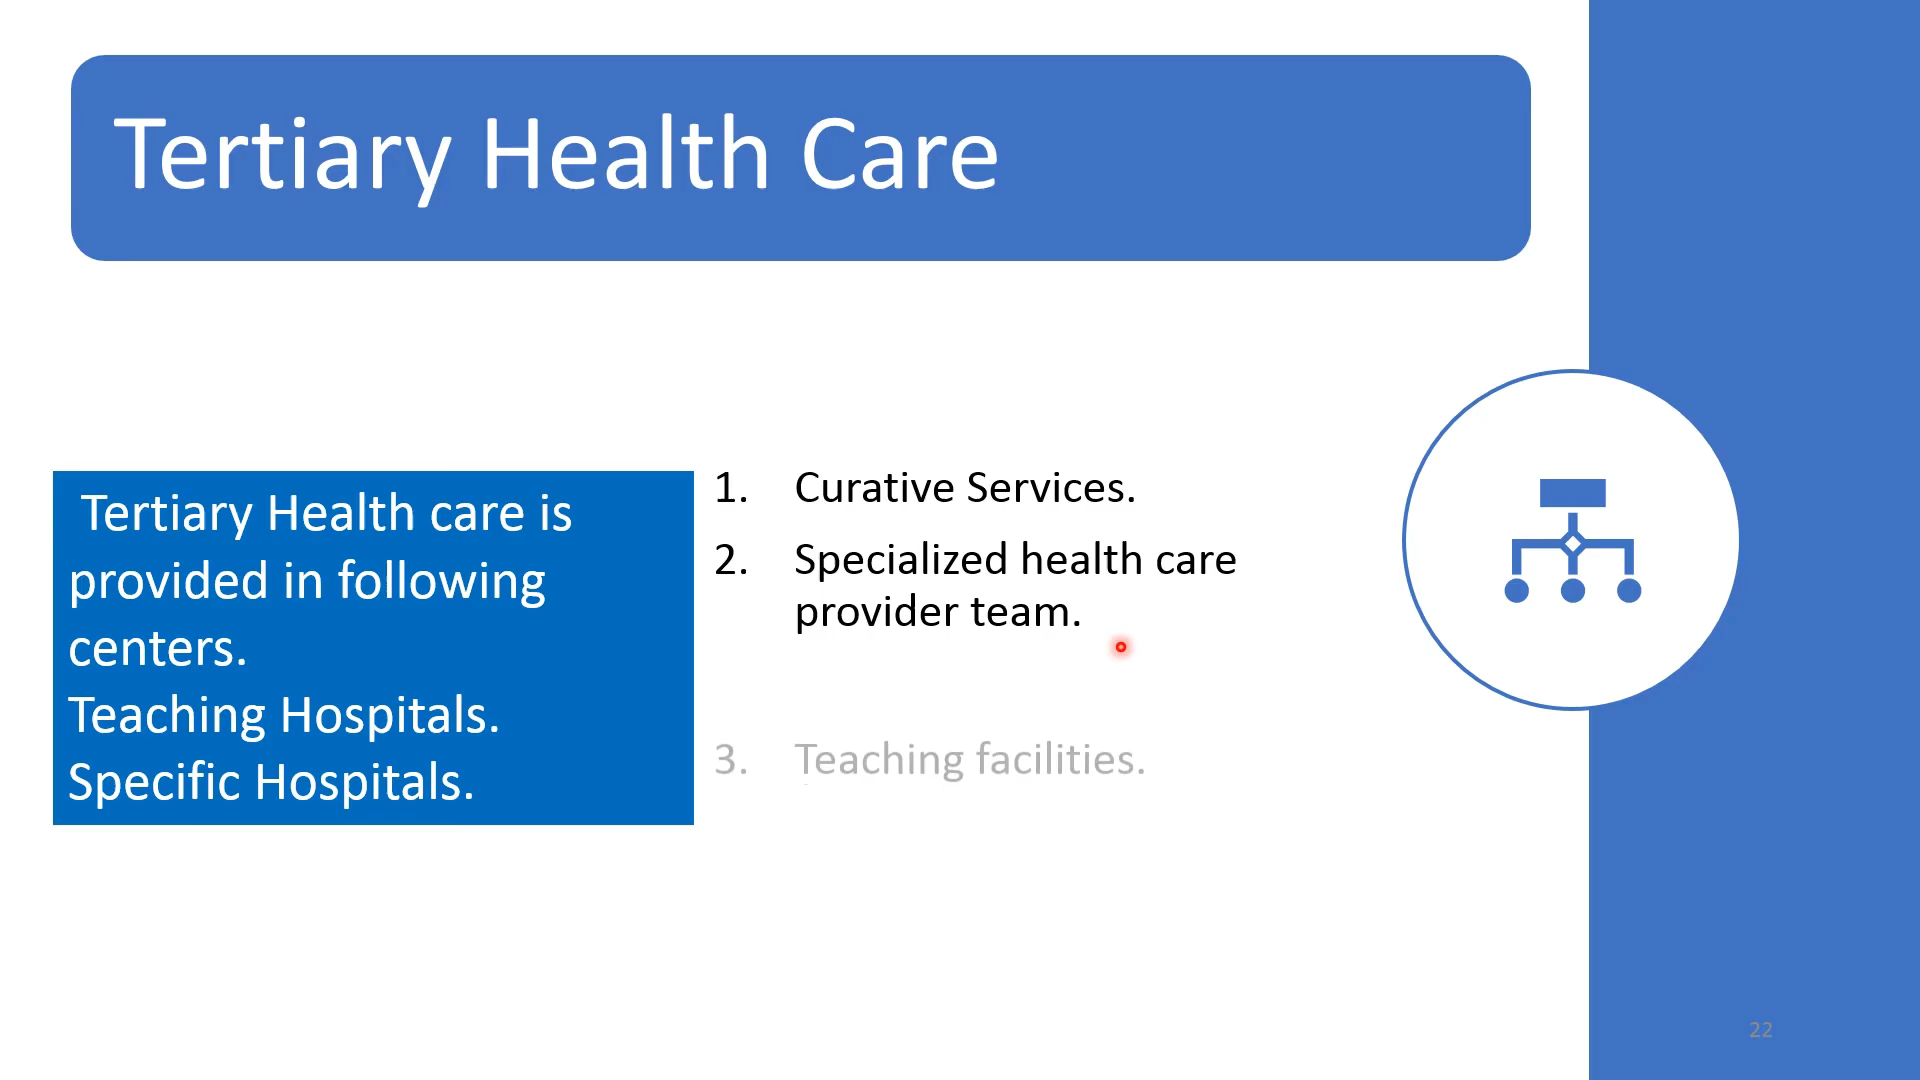 Tertiary Health Care
Tertiary Health care is
provided in following
centers.
Teaching Hospitals.
Specific Hospitals.
1. Curative Services.
2. Specialized health care
provider team.
3. Teaching facilities.
22